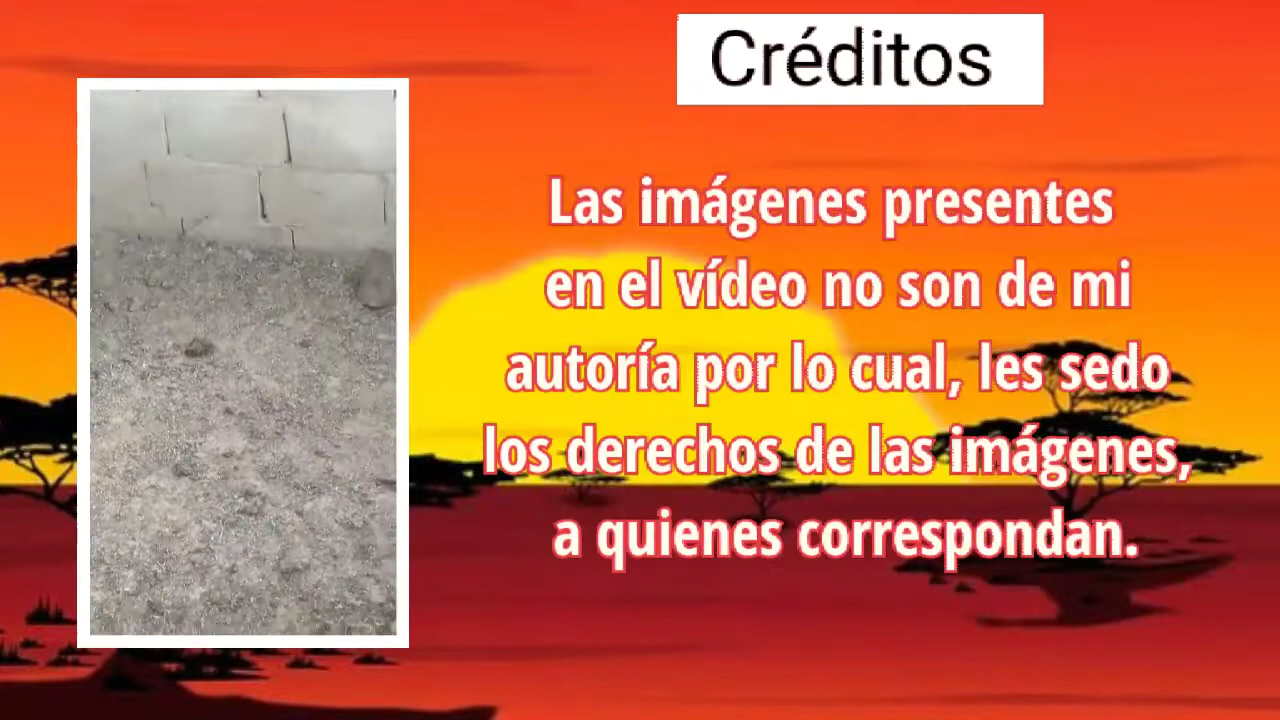 Créditos
Las imágenes presentes
en el vídeo no son de mi
autoría por lo cual, les sedo
los derechos de las imágenes,
a quienes correspondan.